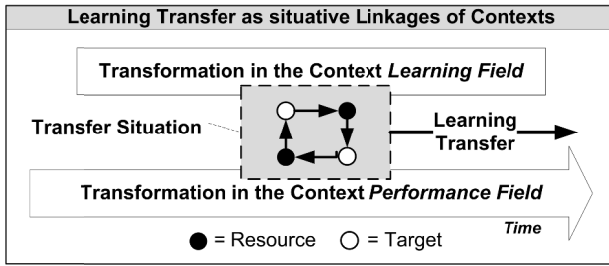 Learning Transfer as situative Linkages of Contexts
Transformation in the Context Learning Field
Transfer Situation
Learning
Transfer
Transformation in the Context Performance Field
Time
= Resource = Target